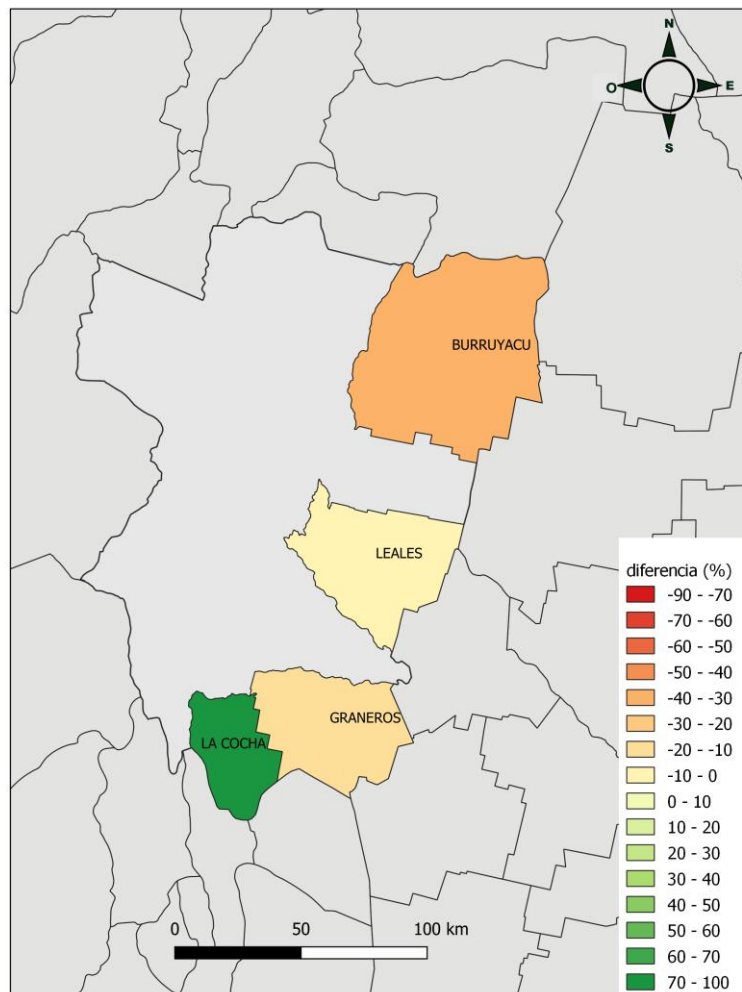 N
O E
S
BURRUYACU
LEALES
GRANEROS
LA COCHA
0 50 100 km
diferencia (%)
-90 - -70
-70 - -60
-60 - -50
-50 - -40
-40 - -30
-30 - -20
-20 - -10
-10 - 0
0 - 10
10 - 20
20 - 30
30 - 40
40 - 50
50 - 60
60 - 70
70 - 100